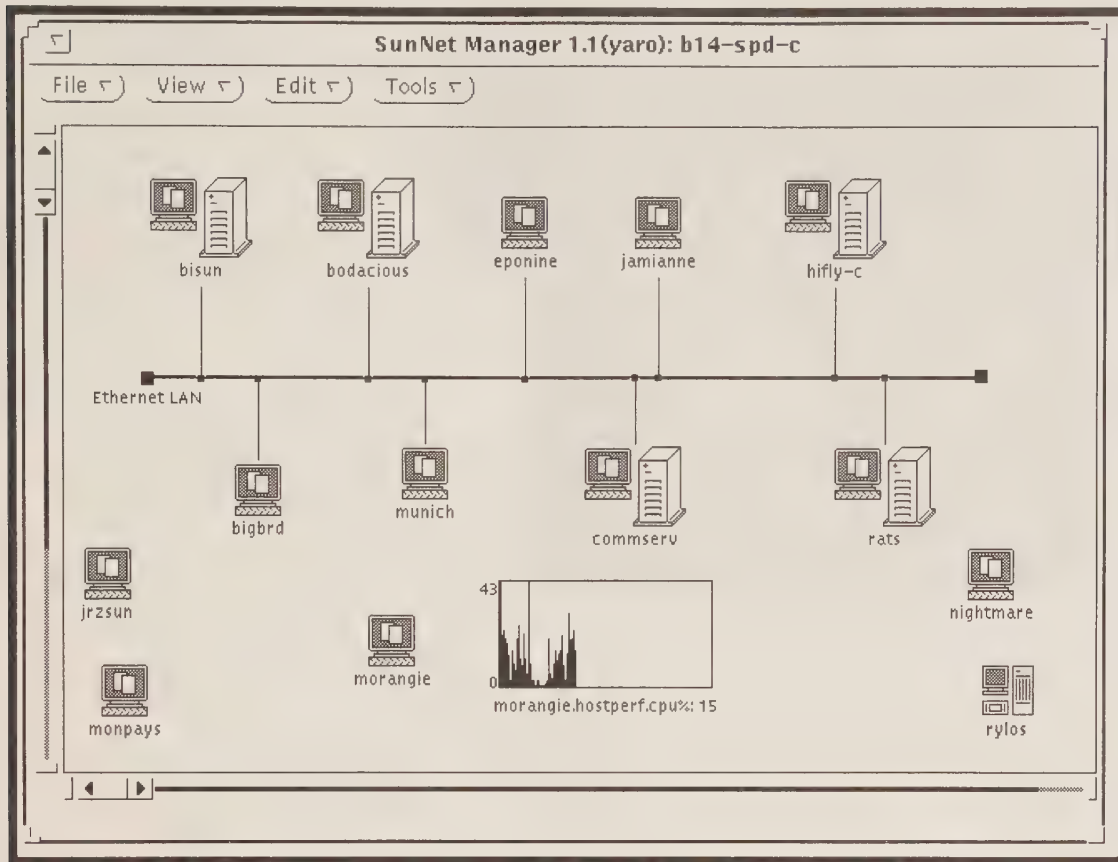 SunNet Manager 1.1(yaro): b14-spd-c
File View Edit Tools
bisun bodacious eponine jamianne hifly-c
Ethernet LAN
bigbrd munich commserv rats
jrzsun
43
nightmare
morangie
0
morangie.hostperf.cpu%: 15
monpays
rylos